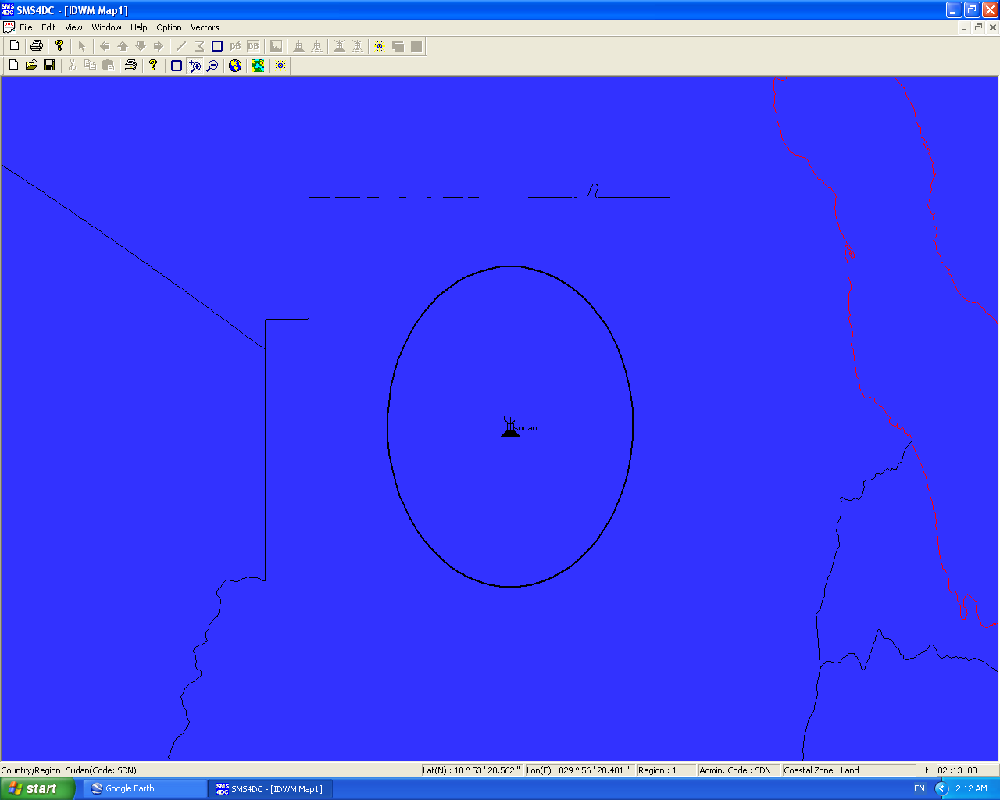 SMS4DC - [IDWM Map1]
File Edit View Window Help Option Vectors
DB
sudan
Country/Region: Sudan(Code: SDN)
Lat(N) : 18 ° 53 ' 28.562 "
Lon(E) : 029 ° 56 ' 28.401 "
Region : 1
Admin. Code : SDN
Coastal Zone : Land
02 :13 :00
start
Google Earth
SMS4DC - [IDWM Map1]
EN
2:12 AM